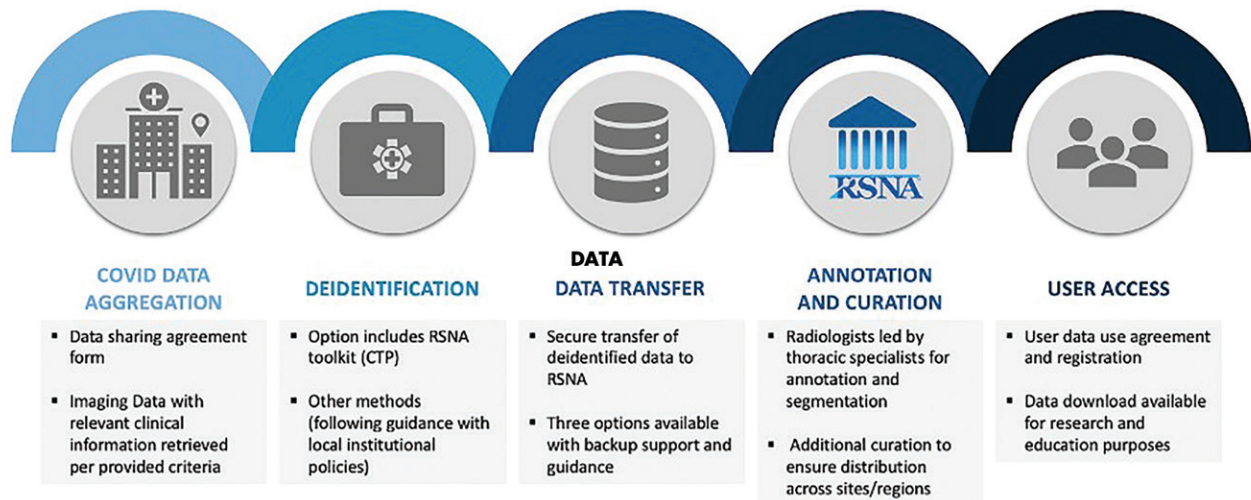 RSNA
COVID DATA
AGGREGATION
▪ Data sharing agreement
form
▪ Imaging Data with
relevant clinical
information retrieved
per provided criteria
DEIDENTIFICATION
▪ Option includes RSNA
toolkit (CTP)
▪ Other methods
(following guidance with
local institutional
policies)
DATA
DATA TRANSFER
▪ Secure transfer of
deidentified data to
RSNA
▪ Three options available
with backup support and
guidance
ANNOTATION
AND CURATION
▪ Radiologists led by
thoracic specialists for
annotation and
segmentation
▪ Additional curation to
ensure distribution
across sites/regions
USER ACCESS
▪ User data use agreement
and registration
▪ Data download available
for research and
education purposes